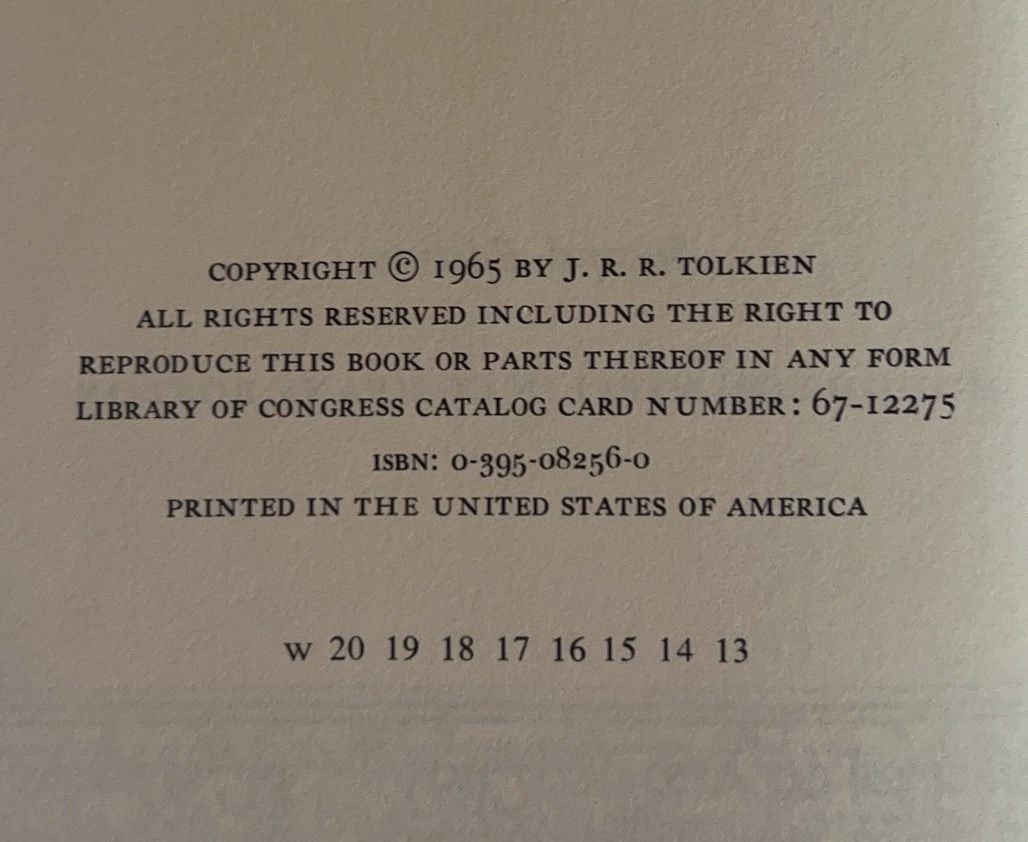 COPYRIGHT © 1965 BY J. R. R. TOLKIEN
ALL RIGHTS RESERVED INCLUDING THE RIGHT TO
REPRODUCE THIS BOOK OR PARTS THEREOF IN ANY FORM
LIBRARY OF CONGRESS CATALOG CARD NUMBER: 67-12275
ISBN: 0-395-08256-0
PRINTED IN THE UNITED STATES OF AMERICA
W 20 19 18 17 16 15 14 13